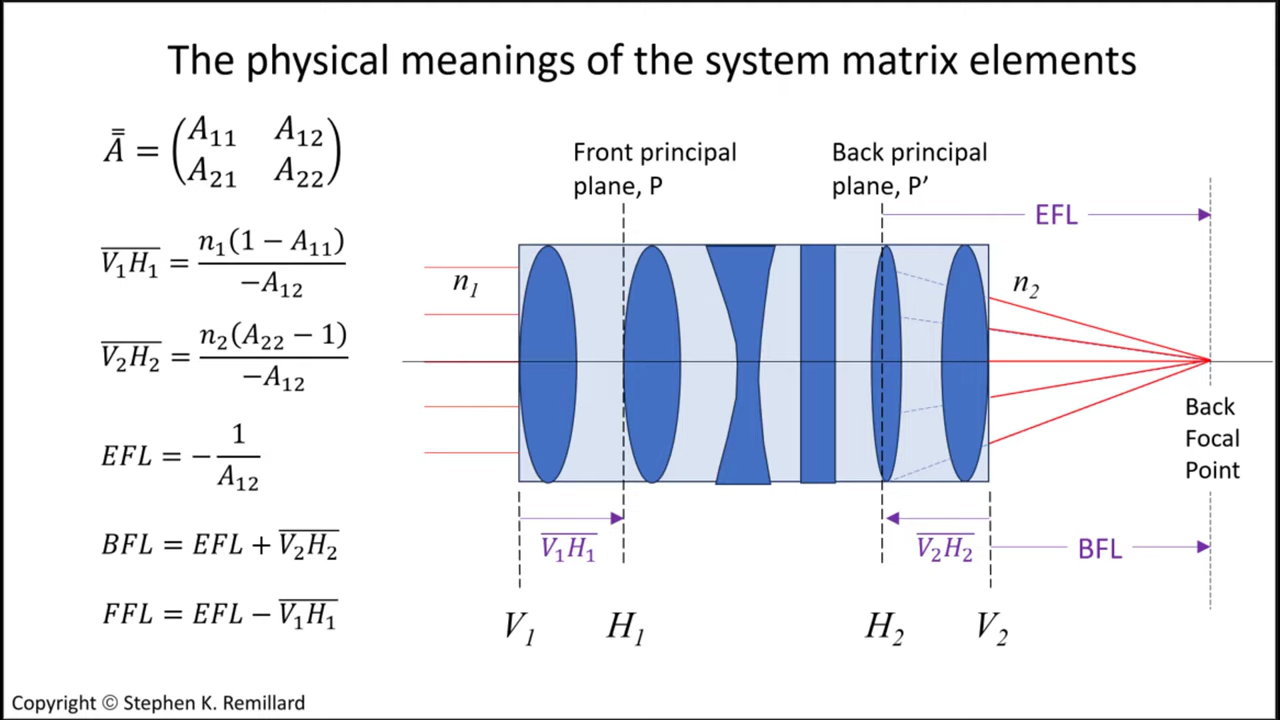 The physical meanings of the system matrix elements
A̿ = (A₁₁ A₁₂
A₂₁ A₂₂)
V₁H₁ = n₁(1 − A₁₁) / −A₁₂
V₂H₂ = n₂(A₂₂ − 1) / −A₁₂
EFL = − 1 / A₁₂
BFL = EFL + V₂H₂
FFL = EFL − V₁H₁
Front principal
plane, P
Back principal
plane, P’
EFL
n₁
n₂
Back
Focal
Point
V₁H₁
V₂H₂
BFL
V₁
H₁
H₂
V₂
Copyright © Stephen K. Remillard